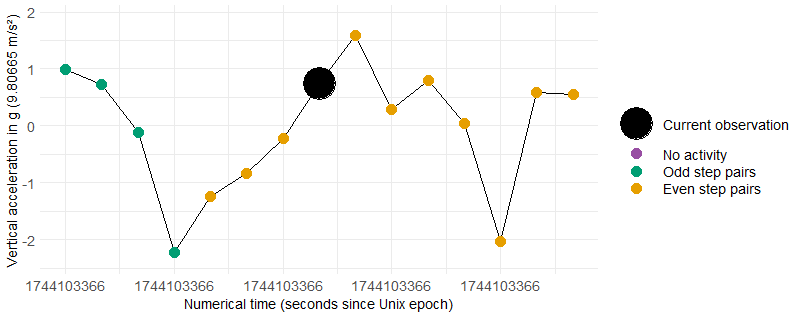 Vertical acceleration in g (9.80665 m/s²)
2
1
0
-1
-2
1744103366 1744103366 1744103366 1744103366 1744103366
Numerical time (seconds since Unix epoch)
Current observation
No activity
Odd step pairs
Even step pairs